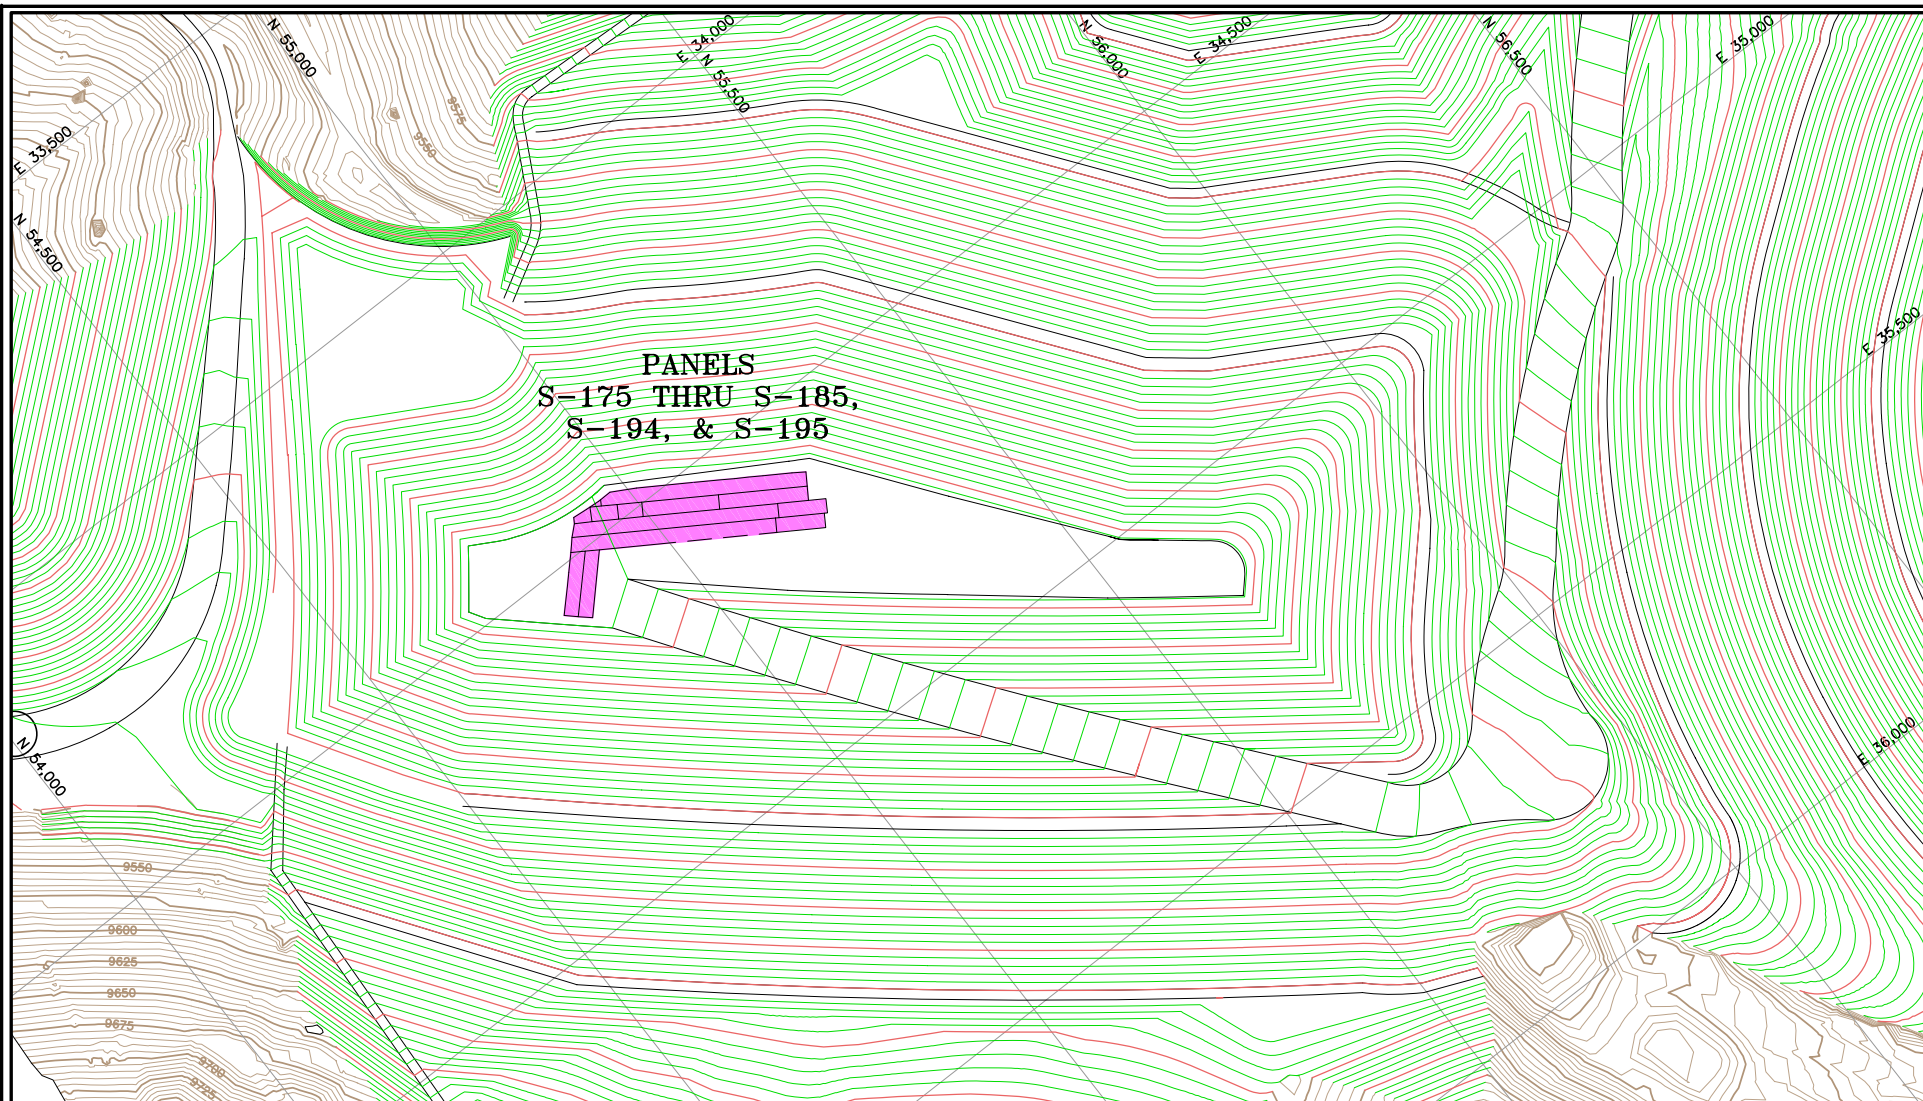 N 55,000
E 34,000
N 55,500
N 56,000
E 34,500
N 56,500
E 35,000
E 33,500
9575
9550
N 54,500
E 35,500
PANELS
S-175 THRU S-185,
S-194, & S-195
N 54,000
E 36,000
9550
9600
9625
9650
9675
9700
9725